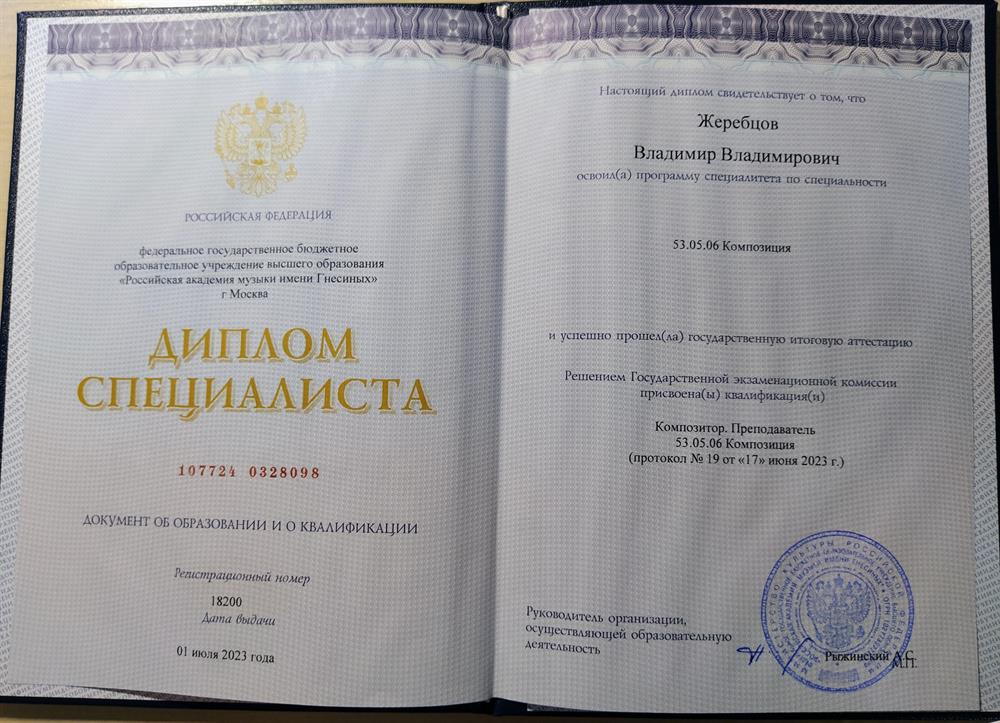 РОССИЙСКАЯ ФЕДЕРАЦИЯ
федеральное государственное бюджетное
образовательное учреждение высшего образования
«Российская академия музыки имени Гнесиных»
г Москва
ДИПЛОМ
СПЕЦИАЛИСТА
107724 0328098
ДОКУМЕНТ ОБ ОБРАЗОВАНИИ И О КВАЛИФИКАЦИИ
Регистрационный номер
18200
Дата выдачи
01 июля 2023 года
Настоящий диплом свидетельствует о том, что
Жеребцов
Владимир Владимирович
освоил(а) программу специалитета по специальности
53.05.06 Композиция
и успешно прошел(ла) государственную итоговую аттестацию
Решением Государственной экзаменационной комиссии
присвоена(ы) квалификация(и)
Композитор. Преподаватель
53.05.06 Композиция
(протокол № 19 от «17» июня 2023 г.)
Руководитель организации,
осуществляющей образовательную
деятельность
Рыжинский А.С.
М.П.
МИНИСТЕРСТВО КУЛЬТУРЫ РОССИЙСКОЙ ФЕДЕРАЦИИ